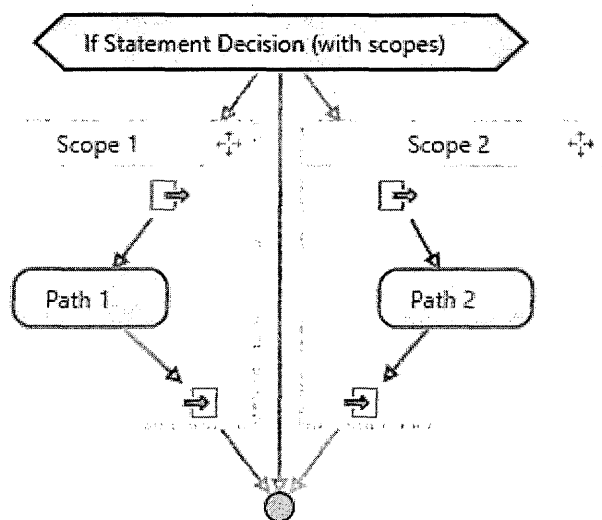 If Statement Decision (with scopes)
Scope 1
Scope 2
Path 1
Path 2